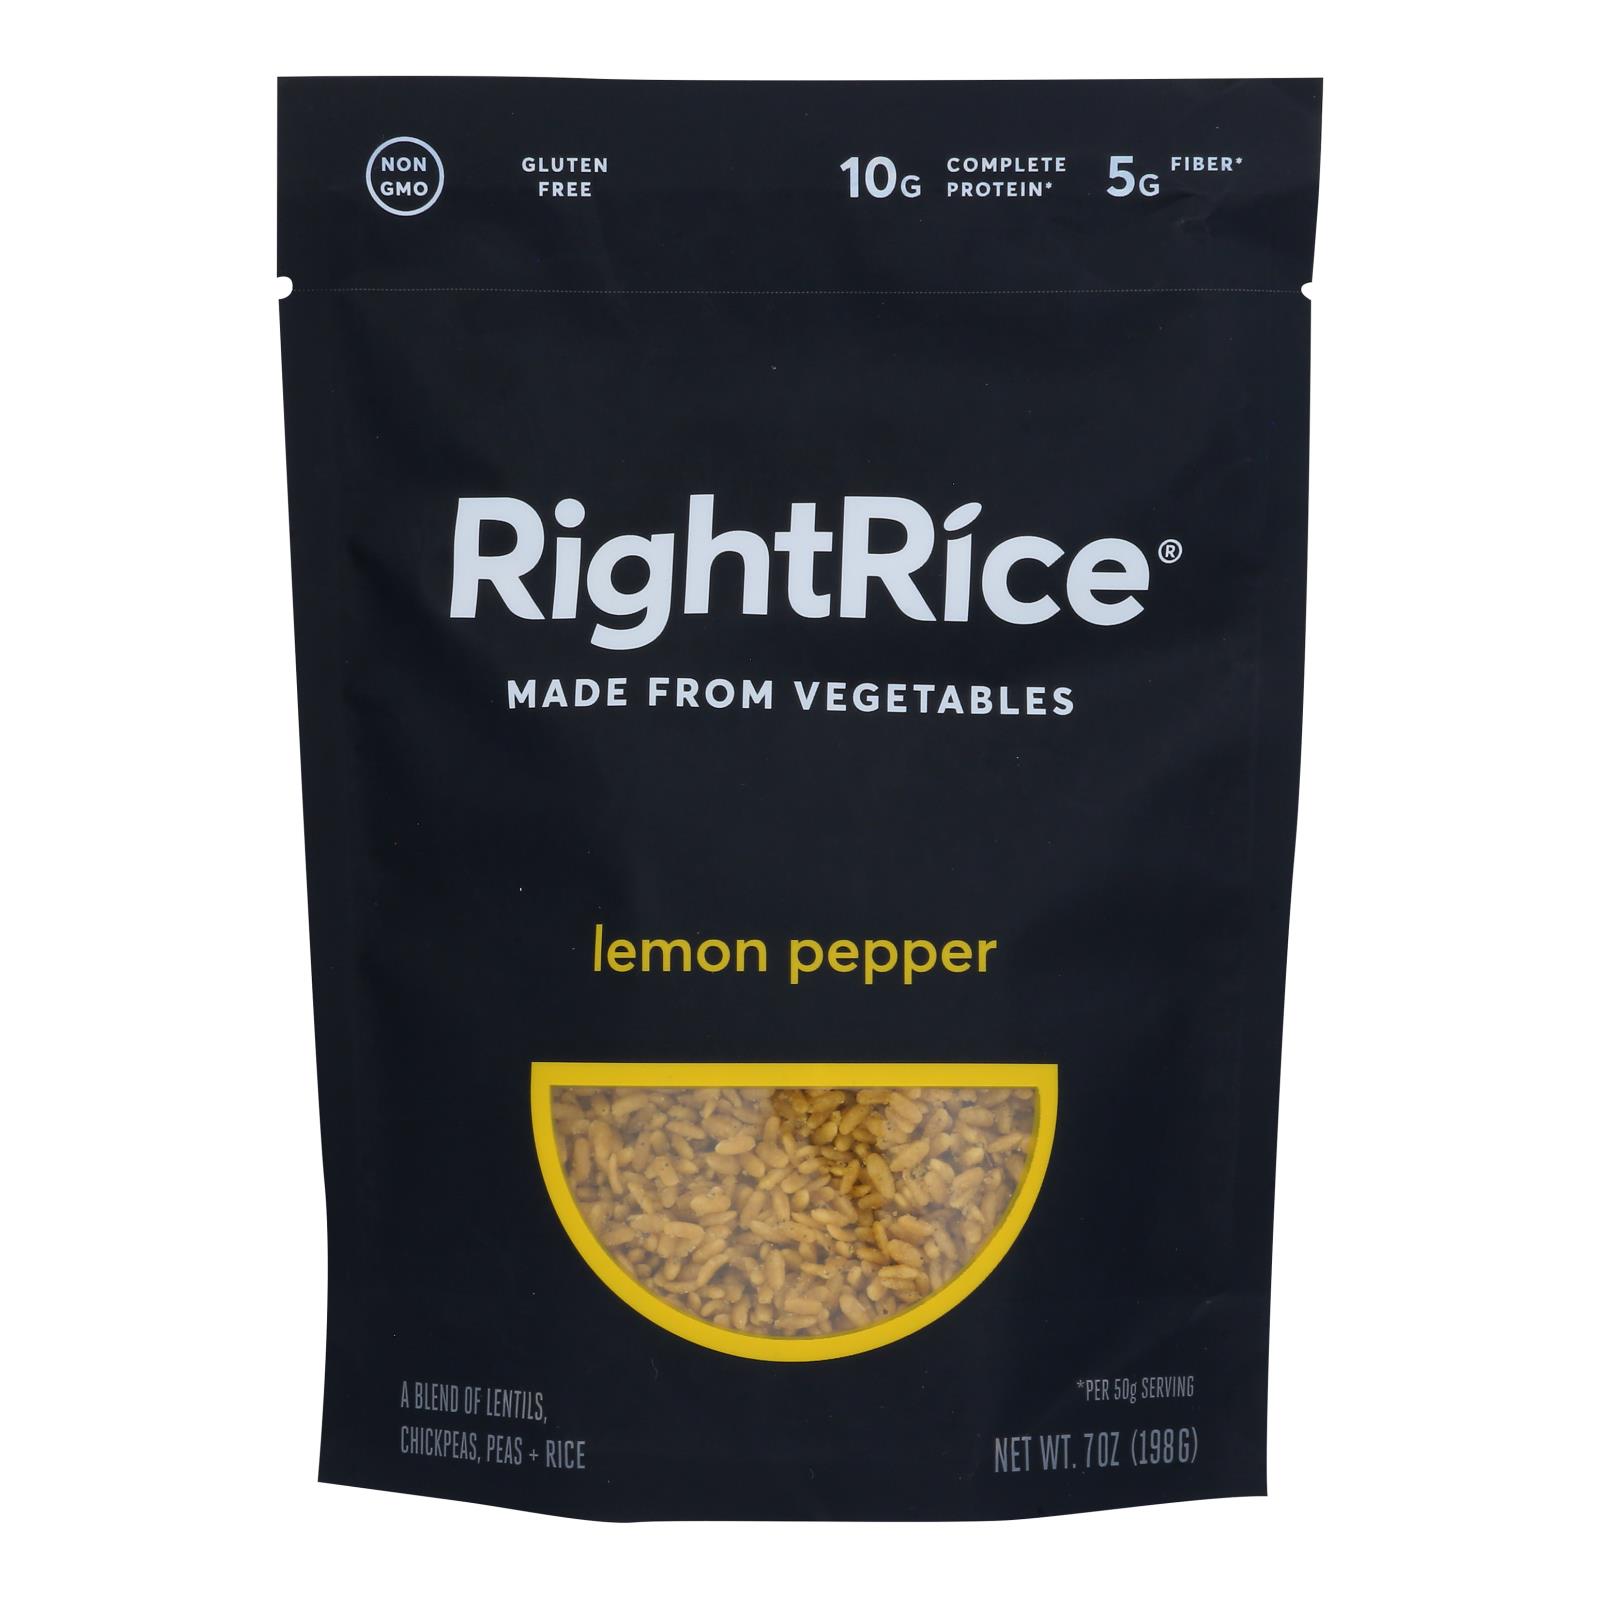 NON
GMO
GLUTEN
FREE
10G COMPLETE
PROTEIN*
5G FIBER*
RightRíce®
MADE FROM VEGETABLES
lemon pepper
A BLEND OF LENTILS,
CHICKPEAS, PEAS + RICE
*PER 50g SERVING
NET WT. 7OZ (198G)